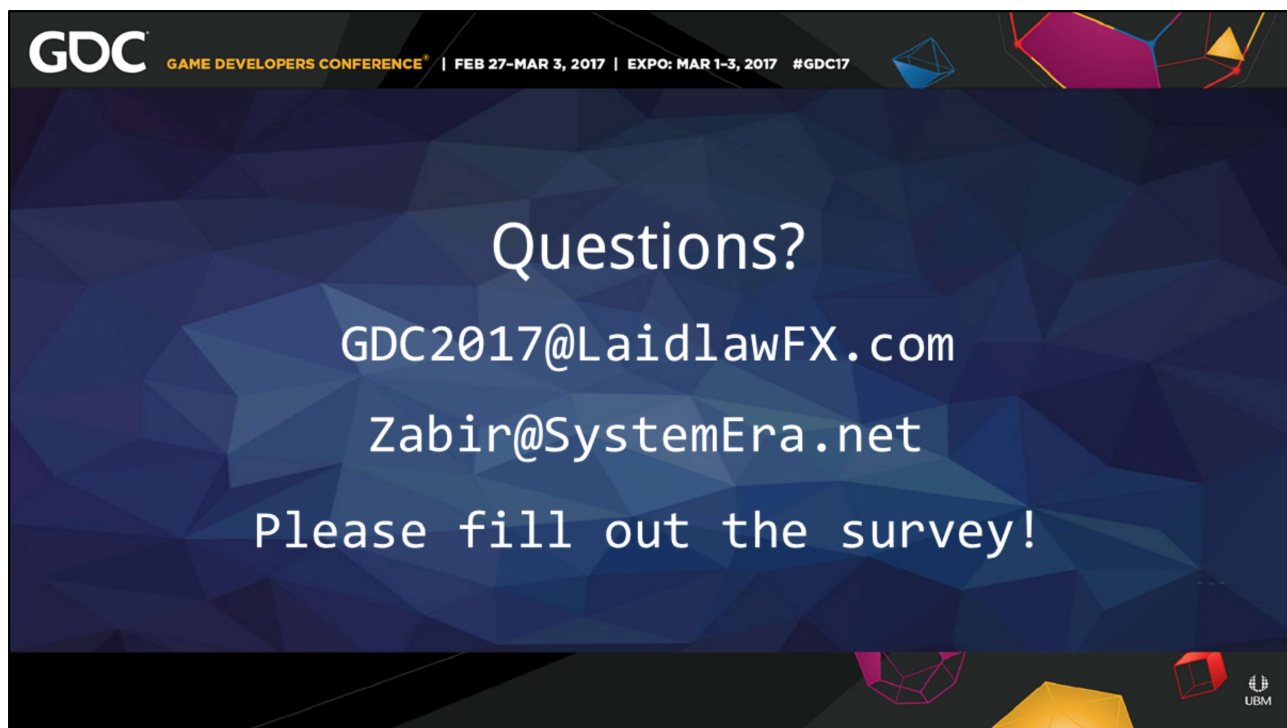 GDC GAME DEVELOPERS CONFERENCE® | FEB 27-MAR 3, 2017 | EXPO: MAR 1-3, 2017 #GDC17
Questions?
GDC2017@LaidlawFX.com
Zabir@SystemEra.net
Please fill out the survey!
UBM